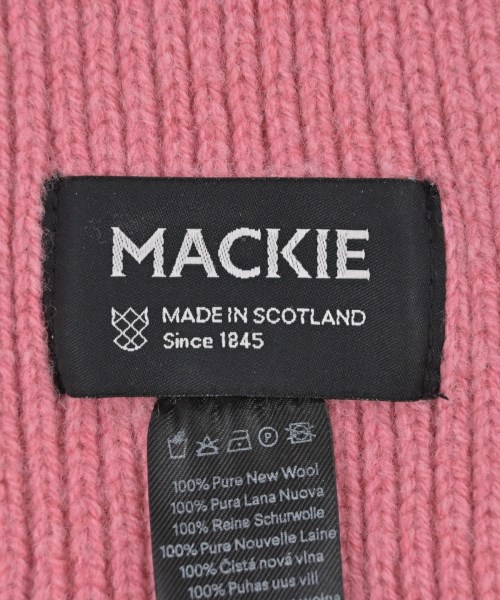 MACKIE
MADE IN SCOTLAND
Since 1845
P
100% Pure New Wool
100% Pura Lana Nuova
100% Reine Schurwolle
100% Pure Nouvelle Laine
100% Čistá nová vlna
100% Puhas uus vill